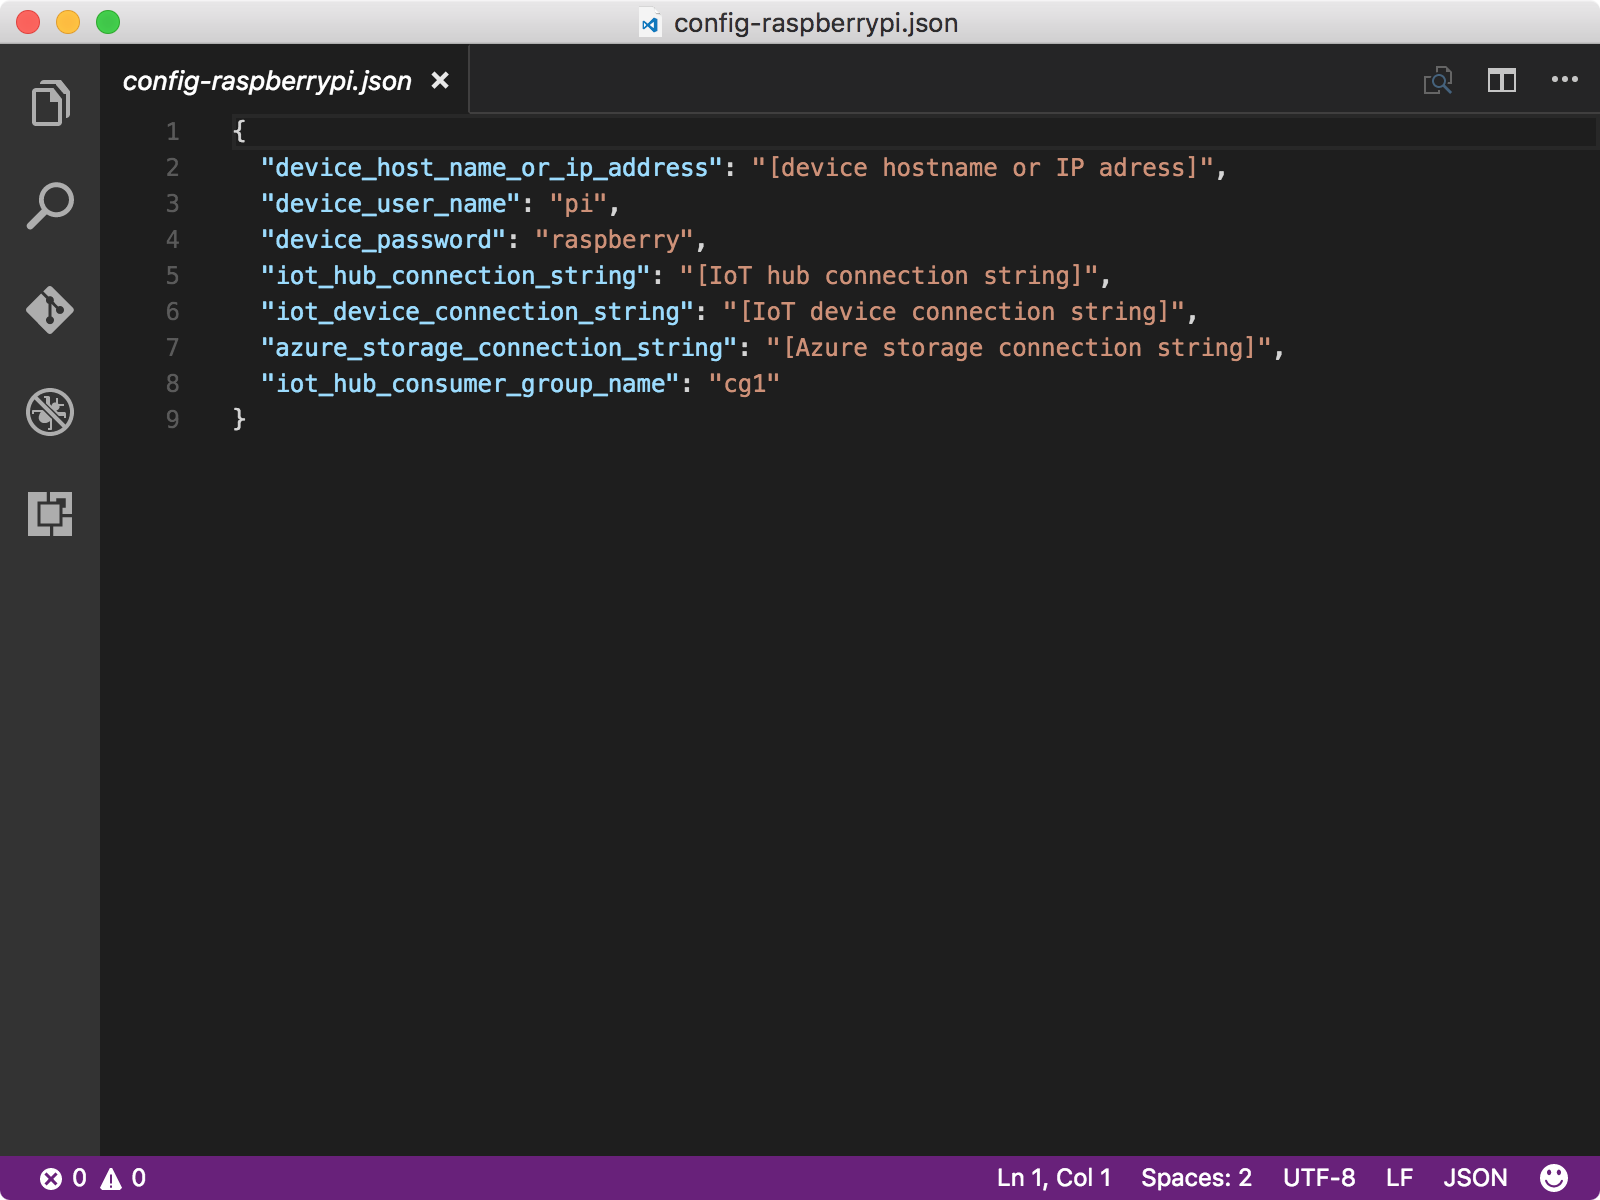 config-raspberrypi.json
config-raspberrypi.json
1 {
2 "device_host_name_or_ip_address": "[device hostname or IP adress]",
3 "device_user_name": "pi",
4 "device_password": "raspberry",
5 "iot_hub_connection_string": "[IoT hub connection string]",
6 "iot_device_connection_string": "[IoT device connection string]",
7 "azure_storage_connection_string": "[Azure storage connection string]",
8 "iot_hub_consumer_group_name": "cg1"
9 }
0 0 Ln 1, Col 1 Spaces: 2 UTF-8 LF JSON